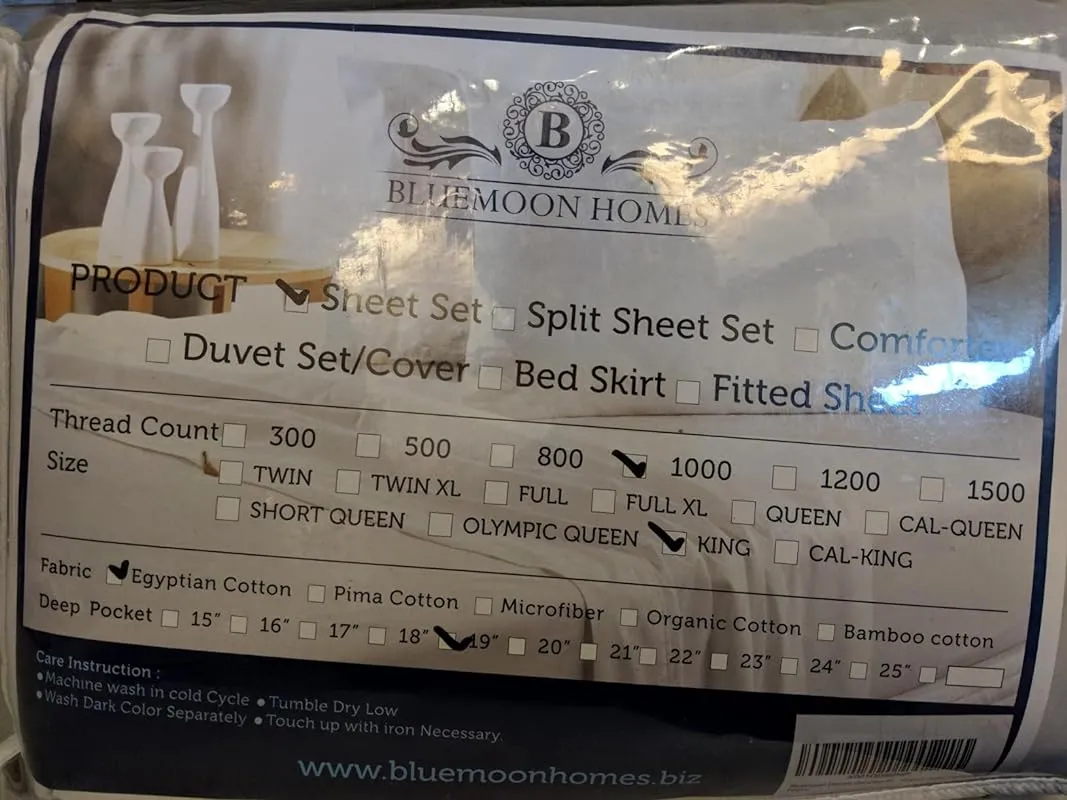 B
BLUEMOON HOMES
PRODUCT Sheet Set Split Sheet Set Comforter
Duvet Set/Cover Bed Skirt Fitted Sheet
Thread Count 300 500 800 1000 1200 1500
Size TWIN TWIN XL FULL FULL XL QUEEN CAL-QUEEN
SHORT QUEEN OLYMPIC QUEEN KING CAL-KING
Fabric Egyptian Cotton Pima Cotton Microfiber Organic Cotton Bamboo cotton
Deep Pocket 15" 16" 17" 18" 19" 20" 21" 22" 23" 24" 25"
Care Instruction :
•Machine wash in cold Cycle •Tumble Dry Low
•Wash Dark Color Separately •Touch up with iron Necessary.
www.bluemoonhomes.biz